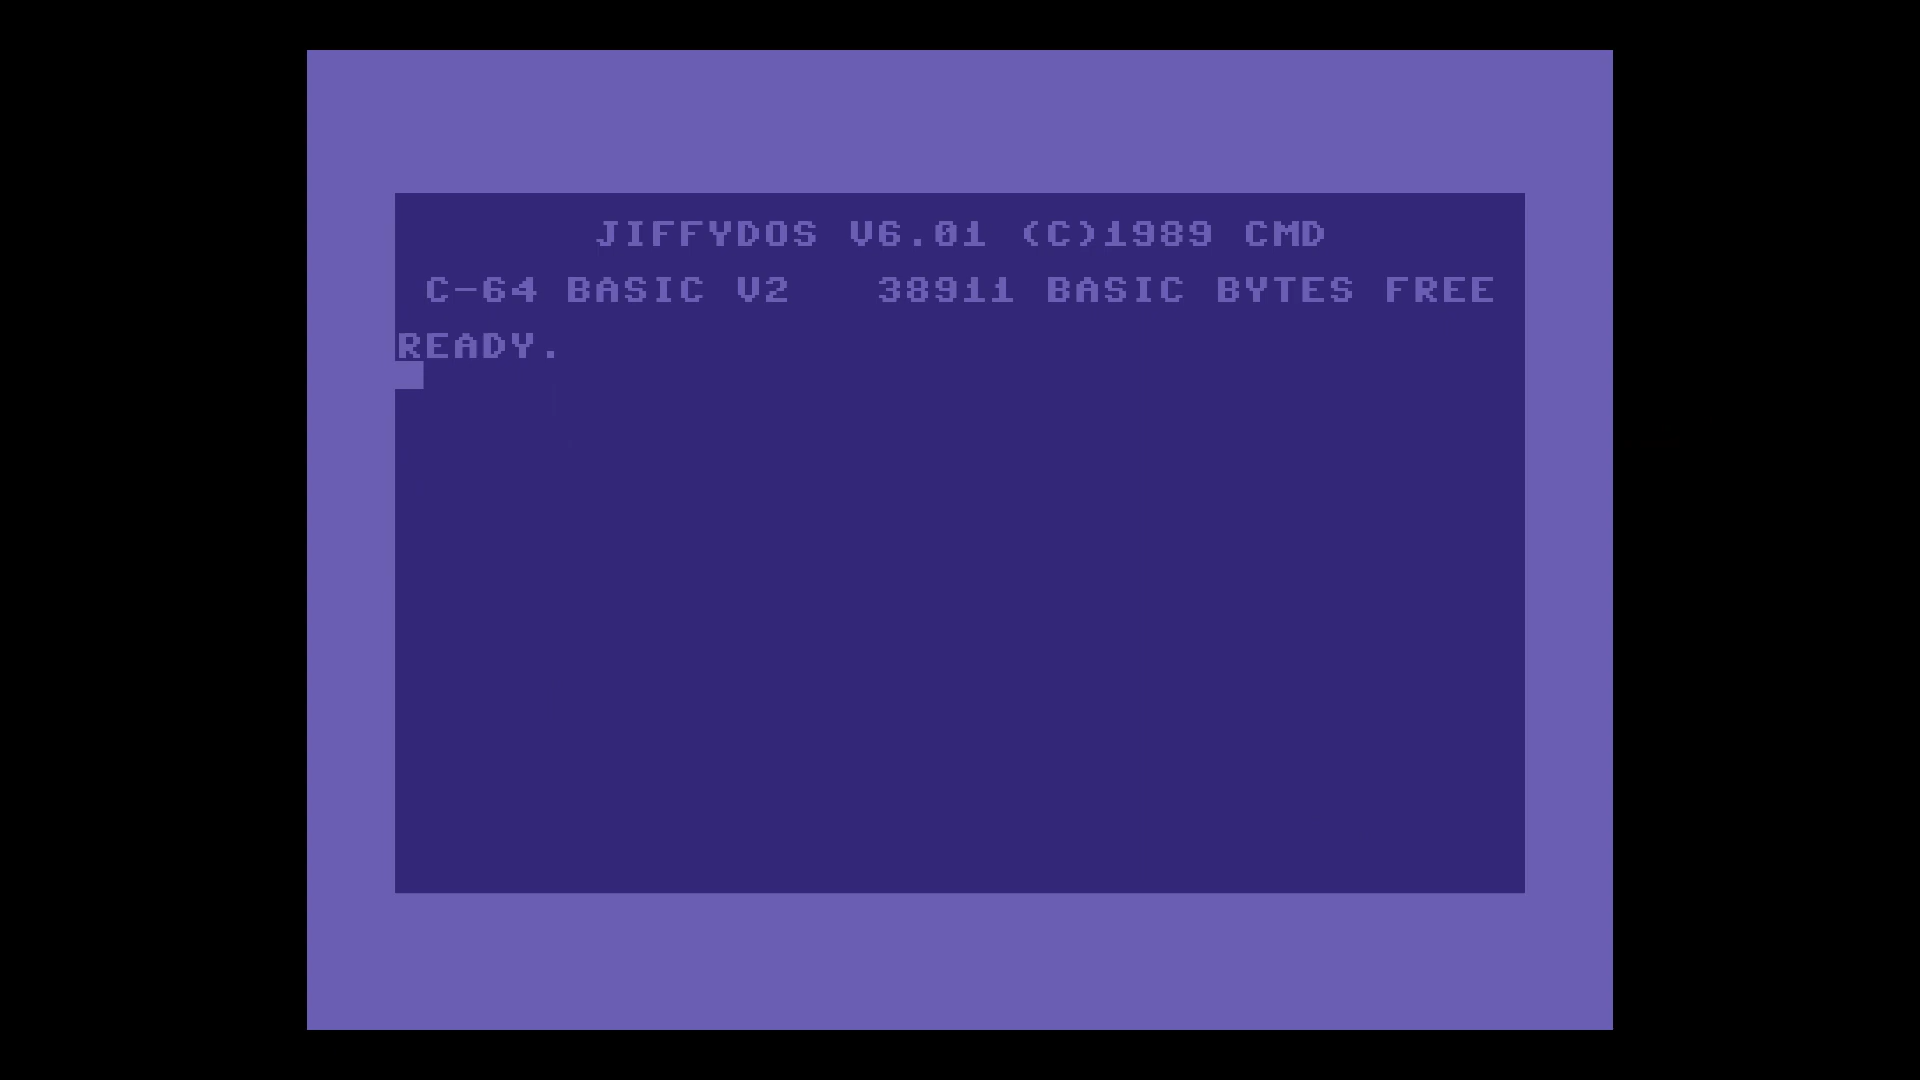 JIFFYDOS V6.01 (C)1989 CMD
C-64 BASIC V2   38911 BASIC BYTES FREE
READY.